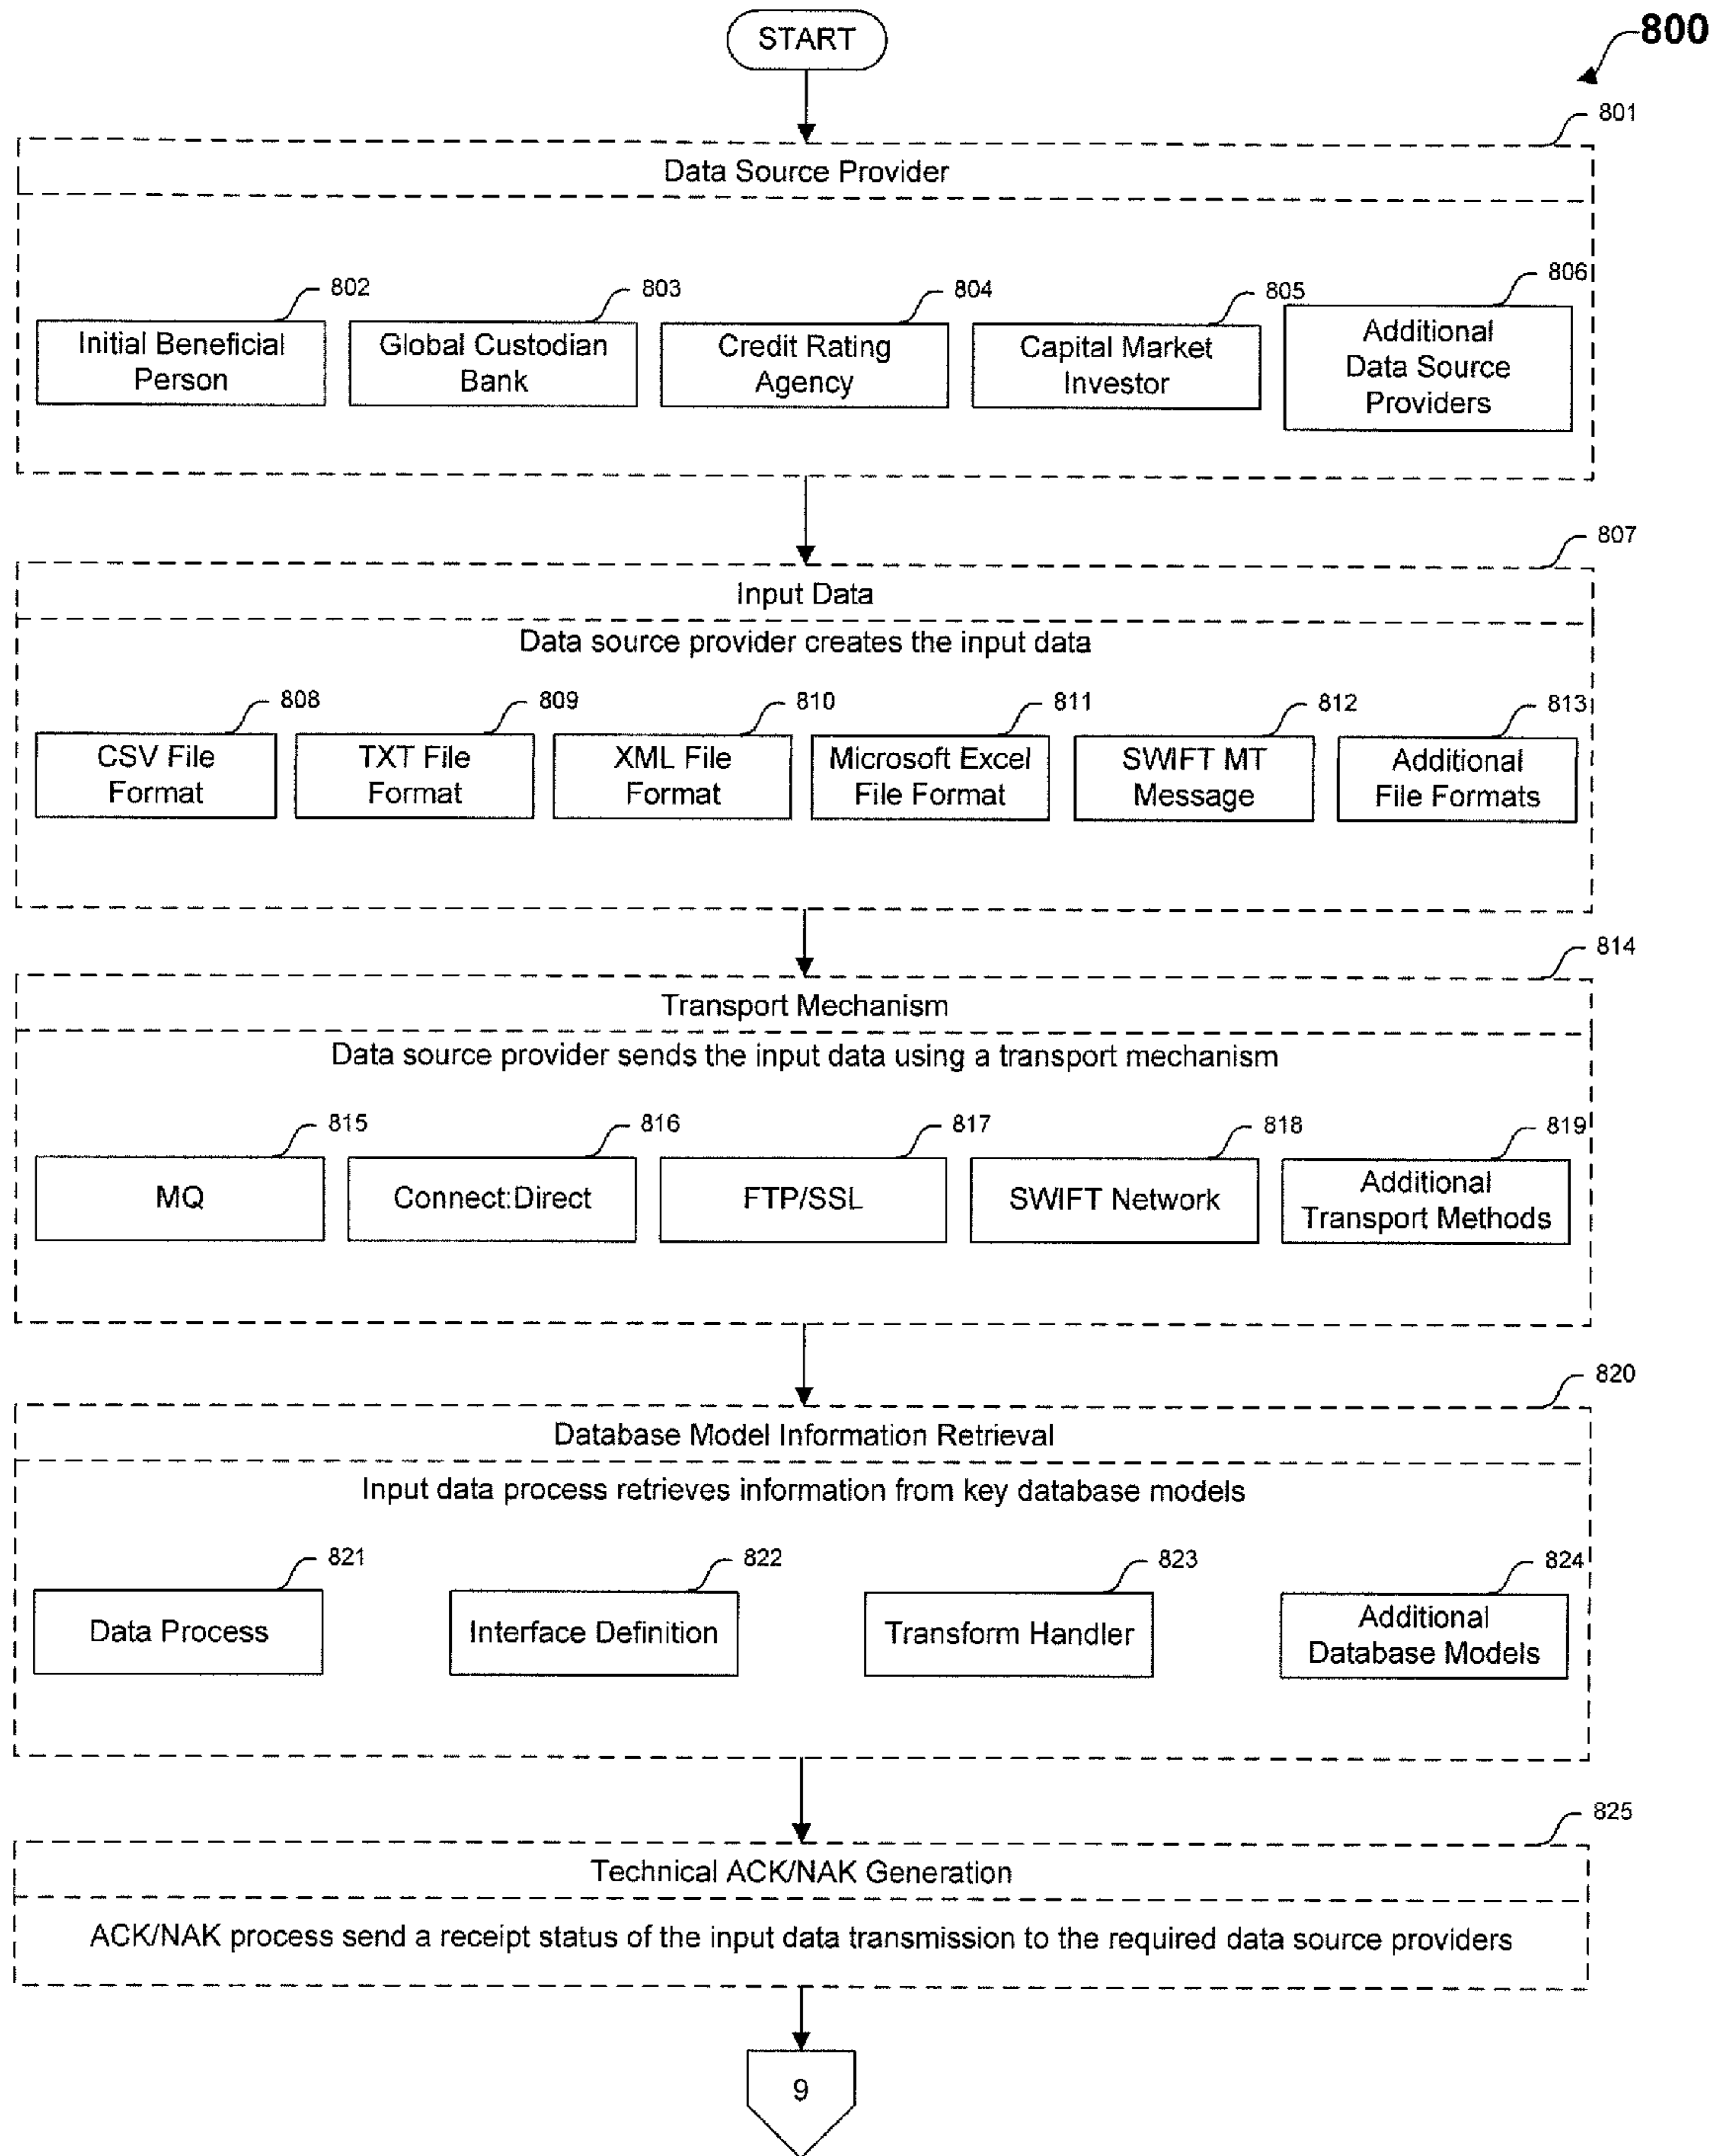 START
800
801
Data Source Provider
802
803
804
805
806
Initial Beneficial
Person
Global Custodian
Bank
Credit Rating
Agency
Capital Market
Investor
Additional
Data Source
Providers
807
Input Data
Data source provider creates the input data
808
809
810
811
812
813
CSV File
Format
TXT File
Format
XML File
Format
Microsoft Excel
File Format
SWIFT MT
Message
Additional
File Formats
814
Transport Mechanism
Data source provider sends the input data using a transport mechanism
815
816
817
818
819
MQ
Connect:Direct
FTP/SSL
SWIFT Network
Additional
Transport Methods
820
Database Model Information Retrieval
Input data process retrieves information from key database models
821
822
823
824
Data Process
Interface Definition
Transform Handler
Additional
Database Models
825
Technical ACK/NAK Generation
ACK/NAK process send a receipt status of the input data transmission to the required data source providers
9